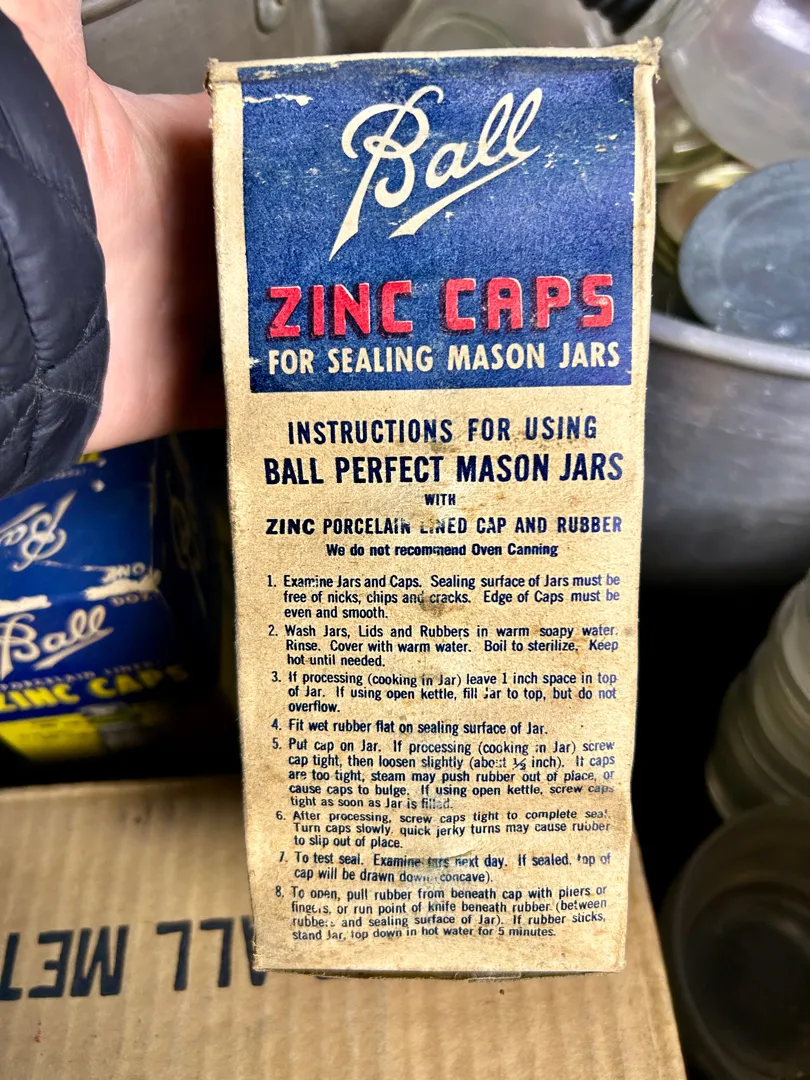 Ball
ZINC CAPS
FOR SEALING MASON JARS
INSTRUCTIONS FOR USING
BALL PERFECT MASON JARS
WITH
ZINC PORCELAIN LINED CAP AND RUBBER
We do not recommend Oven Canning
1. Examine Jars and Caps. Sealing surface of Jars must be
free of nicks, chips and cracks. Edge of Caps must be
even and smooth.
2. Wash Jars, Lids and Rubbers in warm soapy water.
Rinse. Cover with warm water. Boil to sterilize. Keep
hot until needed.
3. If processing (cooking in Jar) leave 1 inch space in top
of Jar. If using open kettle, fill Jar to top, but do not
overflow.
4. Fit wet rubber flat on sealing surface of Jar.
5. Put cap on Jar. If processing (cooking in Jar) screw
cap tight, then loosen slightly (about inch). If caps
are too tight, steam may push rubber out of place, or
cause caps to bulge. If using open kettle, screw caps
tight as soon as Jar is filled.
6. After processing, screw caps tight to complete seal.
Turn caps slowly, quick jerky turns may cause rubber
to slip out of place.
7. To test seal. Examine jars next day. If sealed, top of
cap will be drawn down (concave).
8. To open, pull rubber from beneath cap with pliers or
fingers, or run point of knife beneath rubber (between
rubber and sealing surface of Jar). If rubber sticks,
stand Jar, top down in hot water for 5 minutes.
Ball
ONE
DOZ
Ball
PORCELAIN LINED
ZINC CAPS
ALL MET